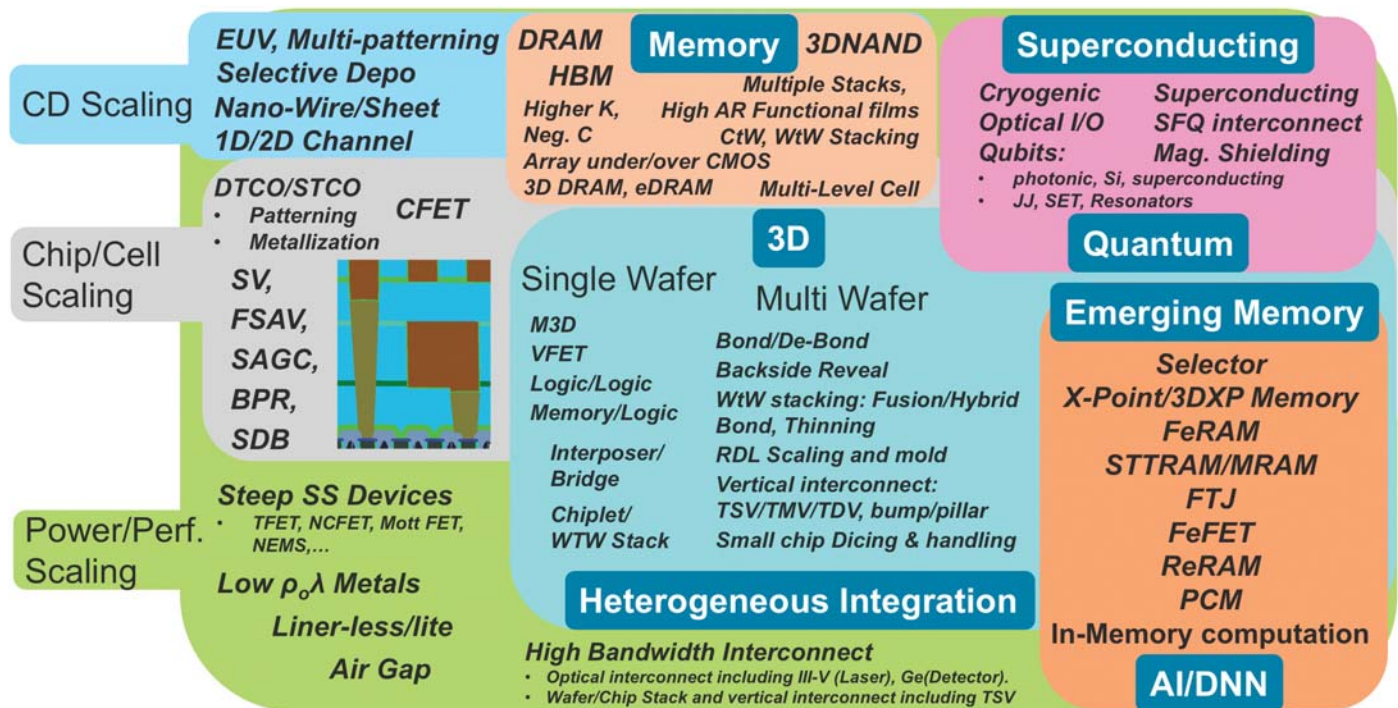 CD Scaling
EUV, Multi-patterning
Selective Depo
Nano-Wire/Sheet
1D/2D Channel
Memory
DRAM
HBM
Higher K,
Neg. C
Array under/over CMOS
3D DRAM, eDRAM
3DNAND
Multiple Stacks,
High AR Functional films
CtW, WtW Stacking
Multi-Level Cell
Superconducting
Cryogenic
Optical I/O
Qubits:
Superconducting
SFQ interconnect
Mag. Shielding
• photonic, Si, superconducting
• JJ, SET, Resonators
Quantum
Chip/Cell
Scaling
DTCO/STCO
• Patterning
• Metallization
CFET
SV,
FSAV,
SAGC,
BPR,
SDB
3D
Single Wafer
M3D
VFET
Logic/Logic
Memory/Logic
Interposer/
Bridge
Chiplet/
WTW Stack
Multi Wafer
Bond/De-Bond
Backside Reveal
WtW stacking: Fusion/Hybrid
Bond, Thinning
RDL Scaling and mold
Vertical interconnect:
TSV/TMV/TDV, bump/pillar
Small chip Dicing & handling
Heterogeneous Integration
Emerging Memory
Selector
X-Point/3DXP Memory
FeRAM
STTRAM/MRAM
FTJ
FeFET
ReRAM
PCM
In-Memory computation
AI/DNN
Power/Perf.
Scaling
Steep SS Devices
• TFET, NCFET, Mott FET,
NEMS,...
Low ρₒλ Metals
Liner-less/lite
Air Gap
High Bandwidth Interconnect
• Optical interconnect including III-V (Laser), Ge(Detector).
• Wafer/Chip Stack and vertical interconnect including TSV